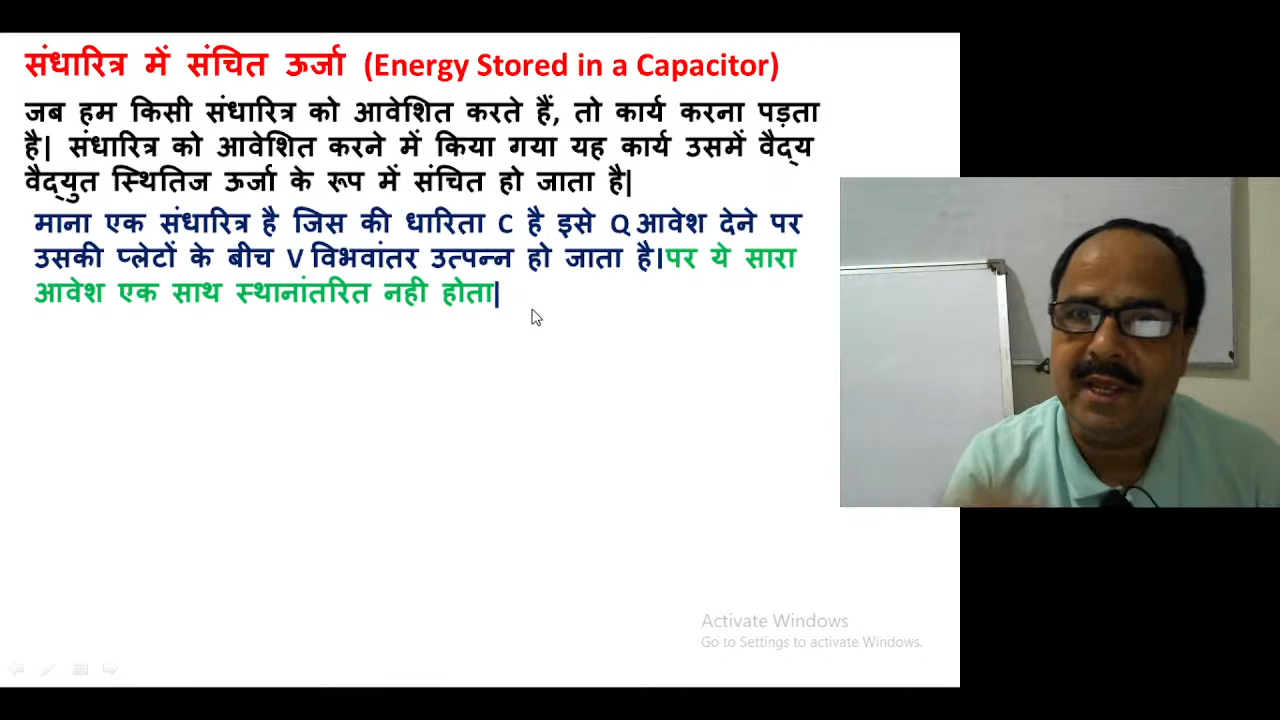 संधारित्र में संचित ऊर्जा (Energy Stored in a Capacitor)
जब हम किसी संधारित्र को आवेशित करते हैं, तो कार्य करना पड़ता
है| संधारित्र को आवेशित करने में किया गया यह कार्य उसमें वैद्य
वैद्युत स्थितिज ऊर्जा के रूप में संचित हो जाता है|
माना एक संधारित्र है जिस की धारिता C है इसे Q आवेश देने पर
उसकी प्लेटों के बीच V विभवांतर उत्पन्न हो जाता है।पर ये सारा
आवेश एक साथ स्थानांतरित नही होता|
Activate Windows
Go to Settings to activate Windows.